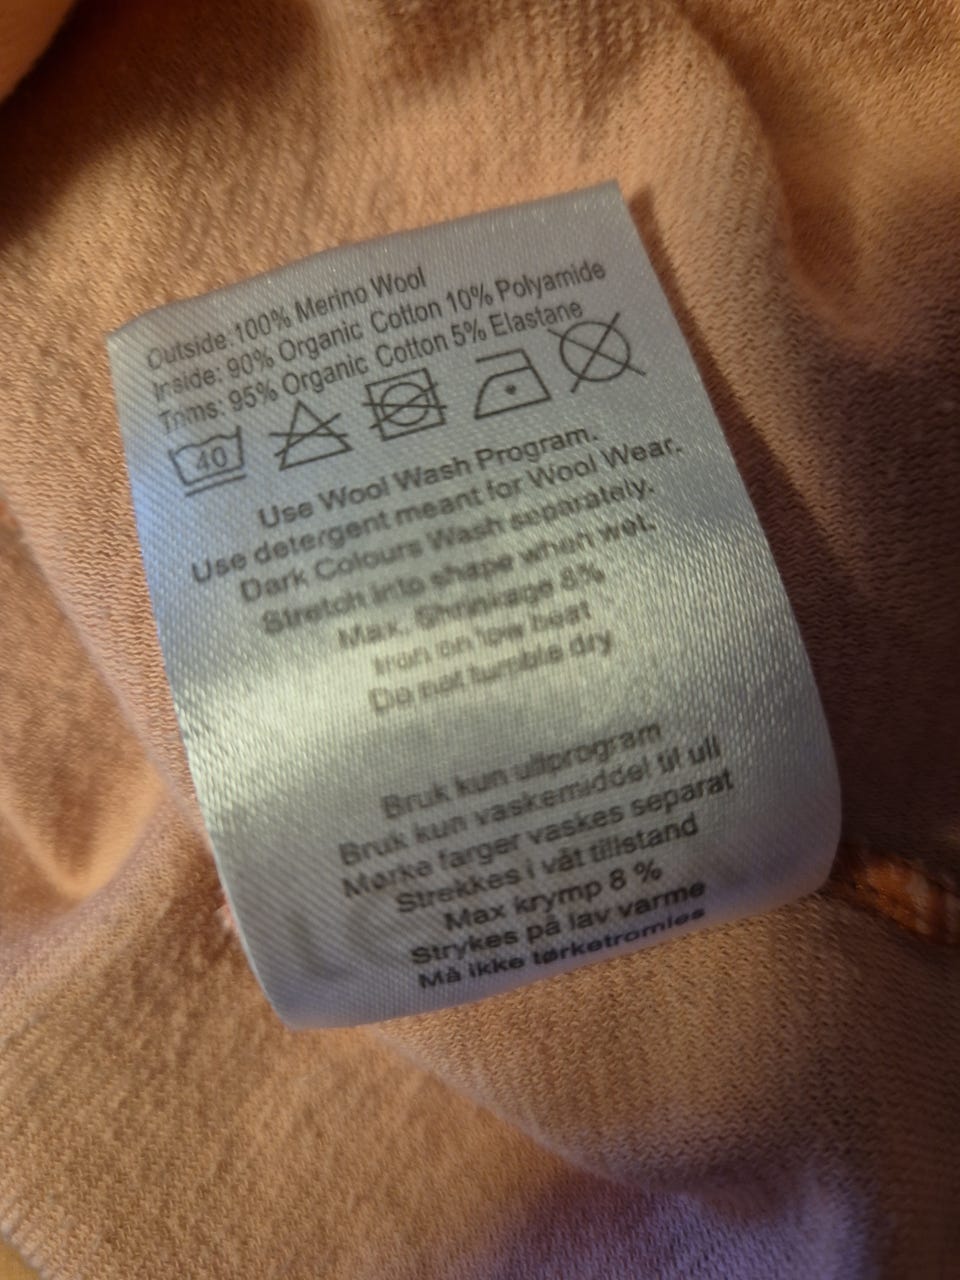 Outside: 100% Merino Wool
Inside: 90% Organic Cotton 10% Polyamide
Trims: 95% Organic Cotton 5% Elastane
40
Use Wool Wash Program.
Use detergent meant for Wool Wear.
Dark Colours Wash separately.
Stretch into shape when wet.
Max. Shrinkage 8%
Iron on low heat
Do not tumble dry
Bruk kun ullprogram
Bruk kun vaskemiddel til ull
Mørke farger vaskes separat
Strekkes i våt tillstand
Max krymp 8 %
Strykes på lav varme
Må ikke tørketromles